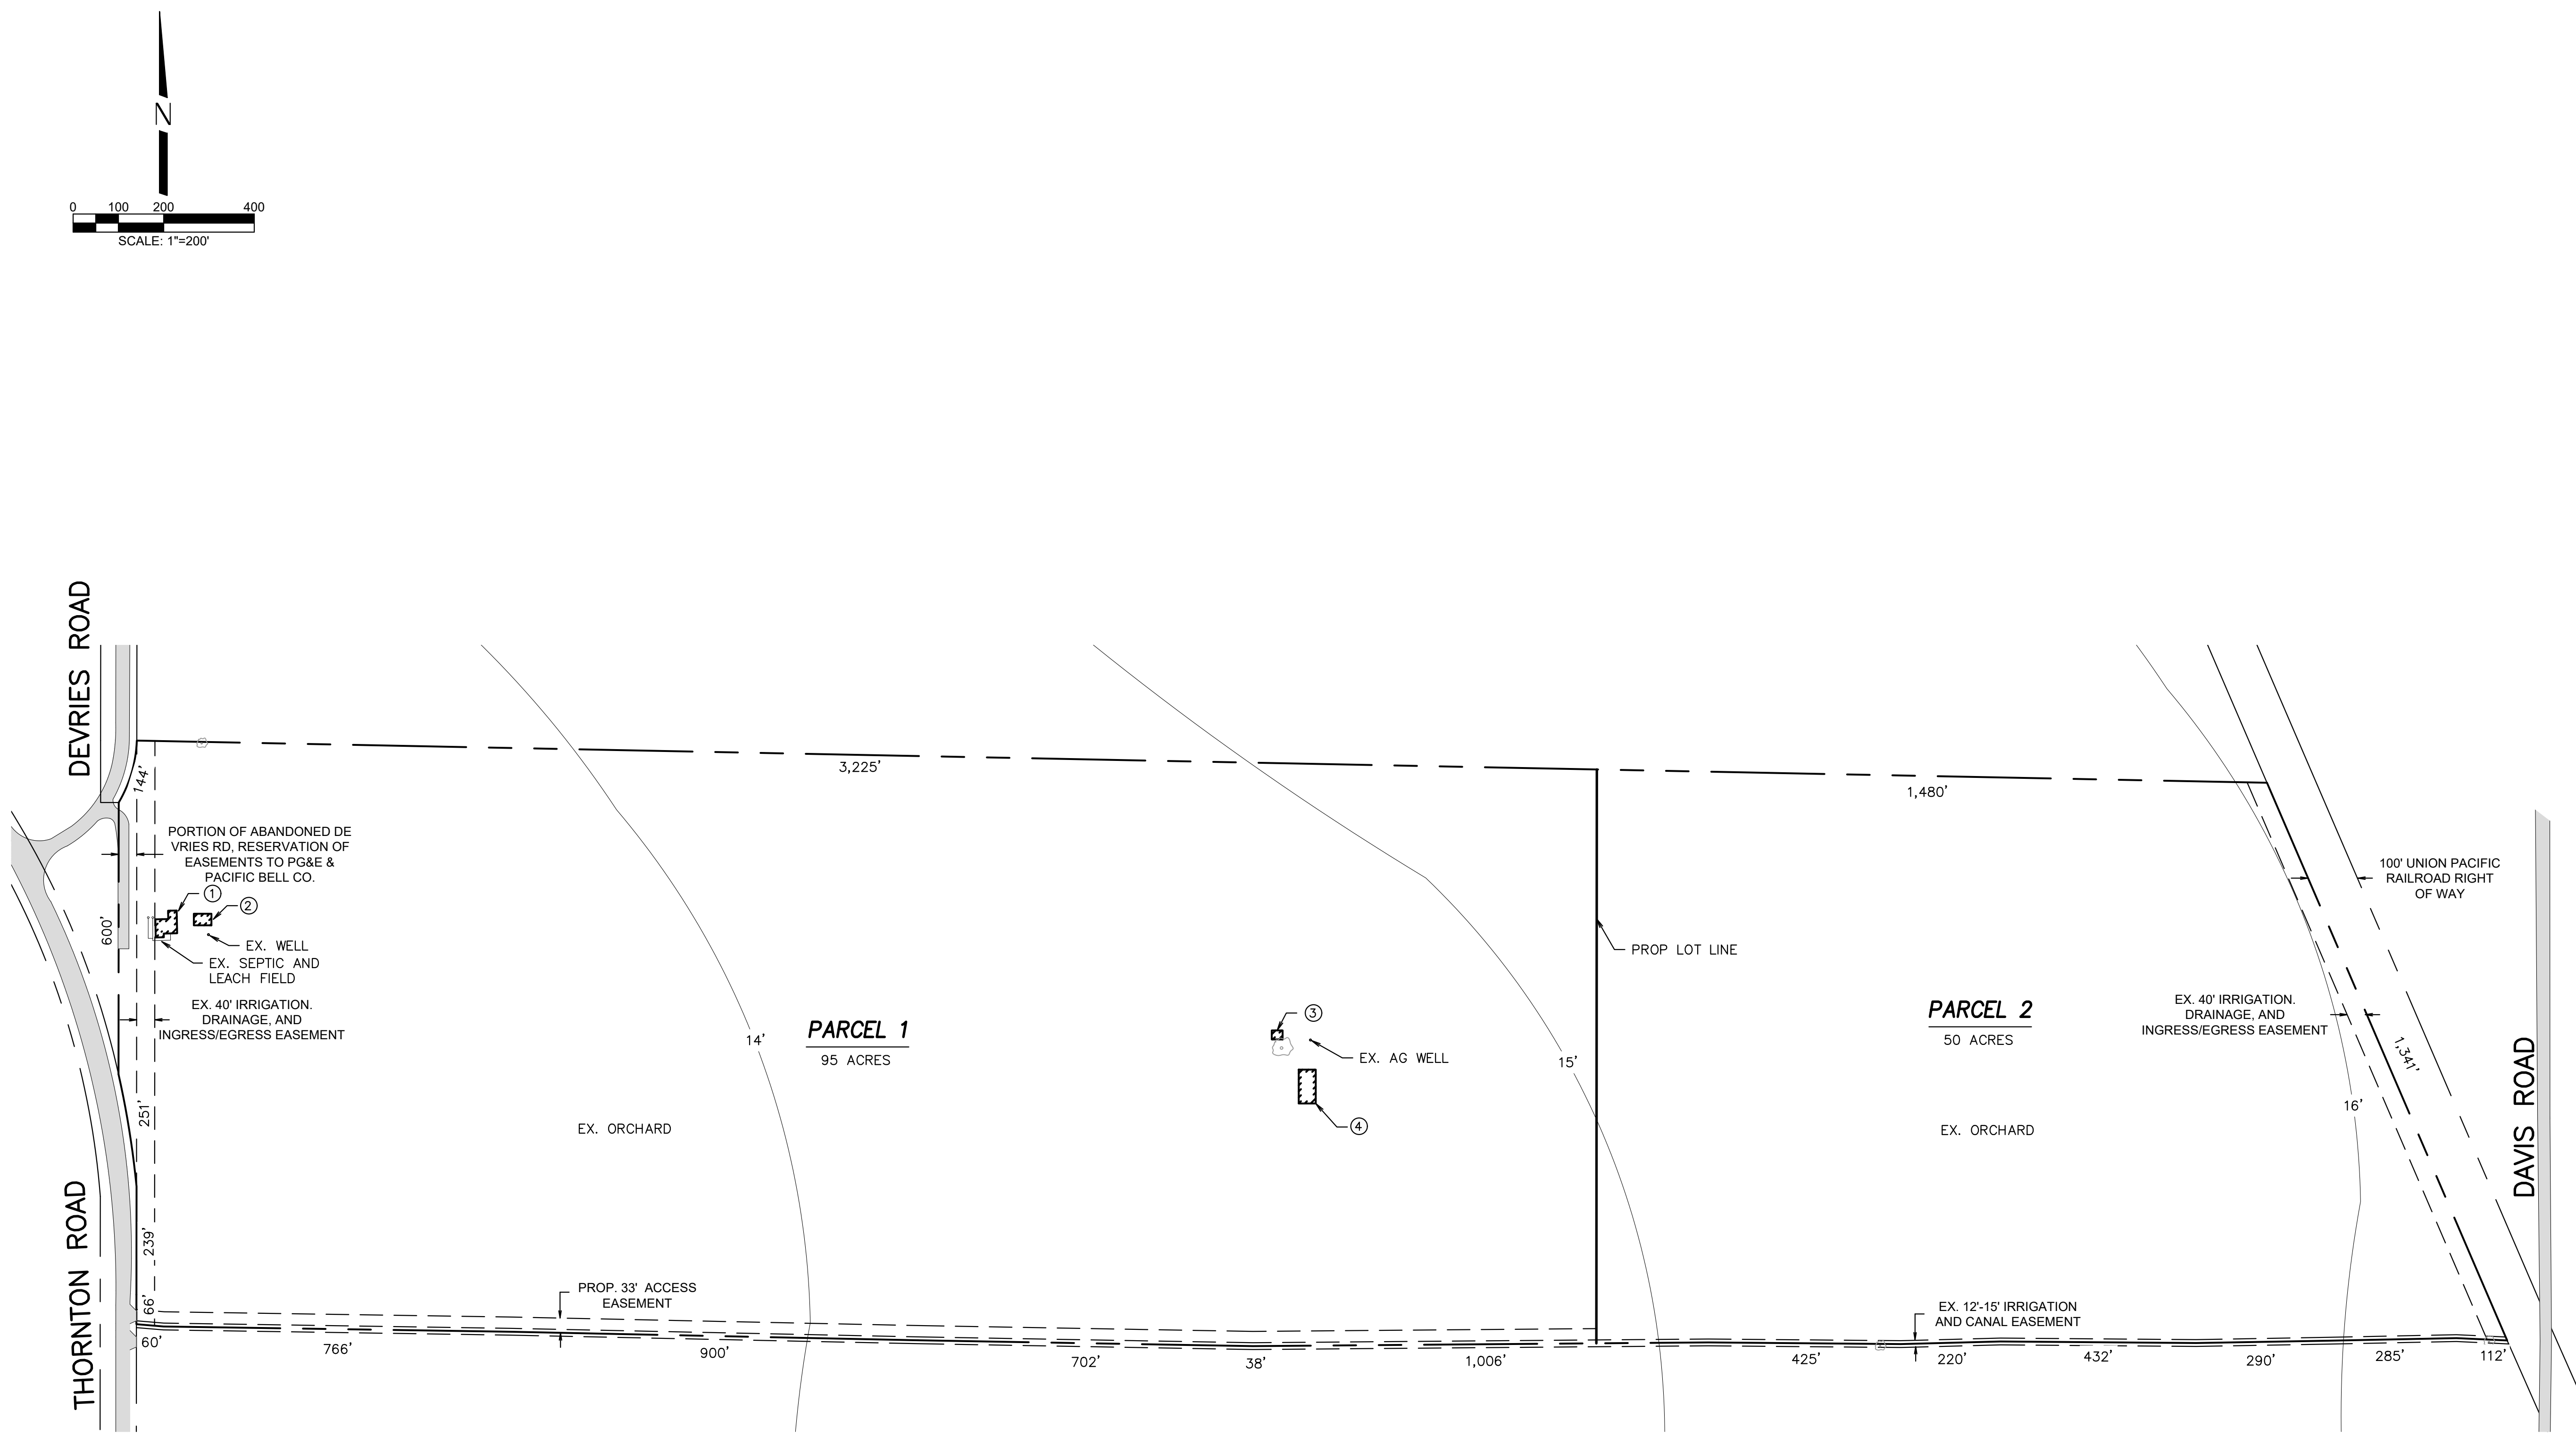 N
0 100 200 400
SCALE: 1"=200'
DEVRIES ROAD
144'
3,225'
1,480'
PORTION OF ABANDONED DE
VRIES RD, RESERVATION OF
EASEMENTS TO PG&E &
PACIFIC BELL CO.
1
2
600'
EX. WELL
EX. SEPTIC AND
LEACH FIELD
EX. 40' IRRIGATION.
DRAINAGE, AND
INGRESS/EGRESS EASEMENT
251'
239'
66'
60'
THORNTON ROAD
14'
PARCEL 1
95 ACRES
EX. ORCHARD
3
EX. AG WELL
4
15'
PROP LOT LINE
PARCEL 2
50 ACRES
EX. ORCHARD
EX. 40' IRRIGATION.
DRAINAGE, AND
INGRESS/EGRESS EASEMENT
100' UNION PACIFIC
RAILROAD RIGHT
OF WAY
1,341'
16'
DAVIS ROAD
PROP. 33' ACCESS
EASEMENT
EX. 12'-15' IRRIGATION
AND CANAL EASEMENT
766'
900'
702'
38'
1,006'
425'
220'
432'
290'
285'
112'